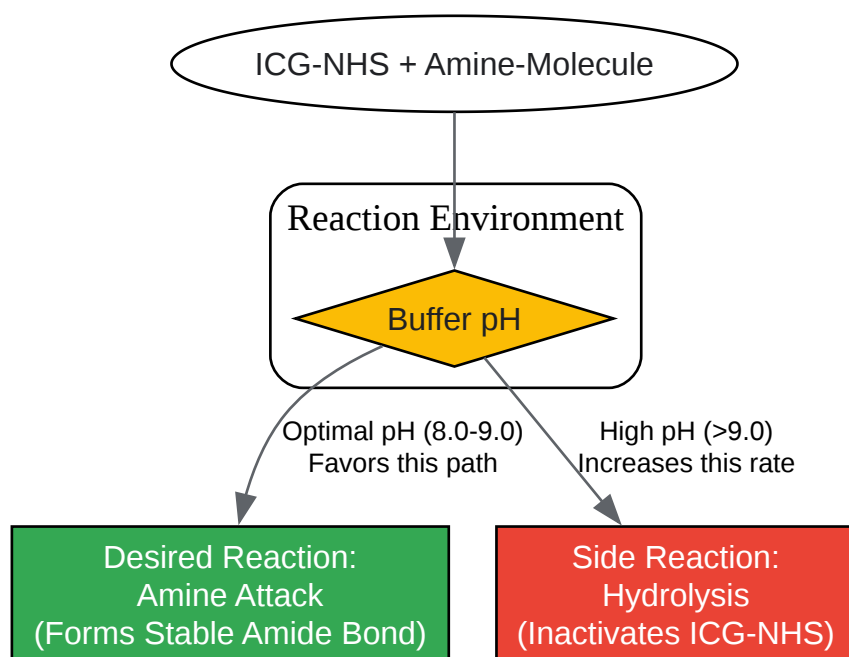 ICG-NHS + Amine-Molecule
Reaction Environment
Buffer pH
Optimal pH (8.0-9.0)
Favors this path
High pH (>9.0)
Increases this rate
Desired Reaction:
Amine Attack
(Forms Stable Amide Bond)
Side Reaction:
Hydrolysis
(Inactivates ICG-NHS)